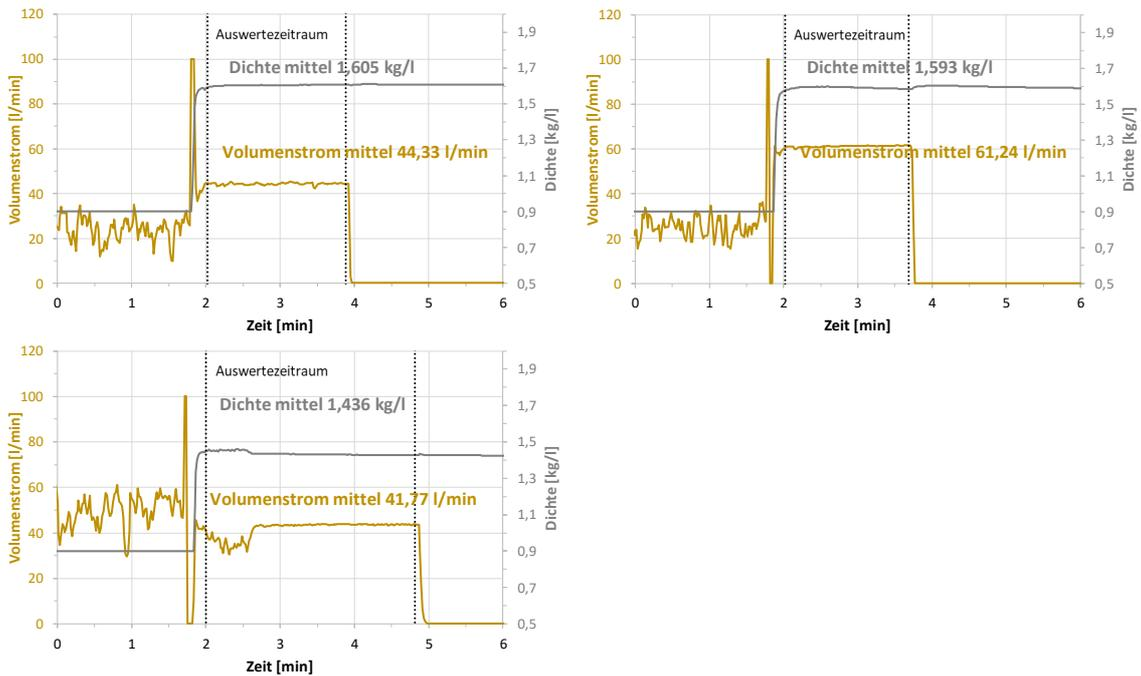 Volumenstrom [l/min]
120
100
80
60
40
20
0
Auswertezeitraum
Dichte mittel 1,605 kg/l
Volumenstrom mittel 44,33 l/min
1,9
1,7
1,5
1,3
1,1
0,9
0,7
0,5
Dichte [kg/l]
0 1 2 3 4 5 6
Zeit [min]
Volumenstrom [l/min]
120
100
80
60
40
20
0
Auswertezeitraum
Dichte mittel 1,593 kg/l
Volumenstrom mittel 61,24 l/min
1,9
1,7
1,5
1,3
1,1
0,9
0,7
0,5
Dichte [kg/l]
0 1 2 3 4 5 6
Zeit [min]
Volumenstrom [l/min]
120
100
80
60
40
20
0
Auswertezeitraum
Dichte mittel 1,436 kg/l
Volumenstrom mittel 41,77 l/min
1,9
1,7
1,5
1,3
1,1
0,9
0,7
0,5
Dichte [kg/l]
0 1 2 3 4 5 6
Zeit [min]